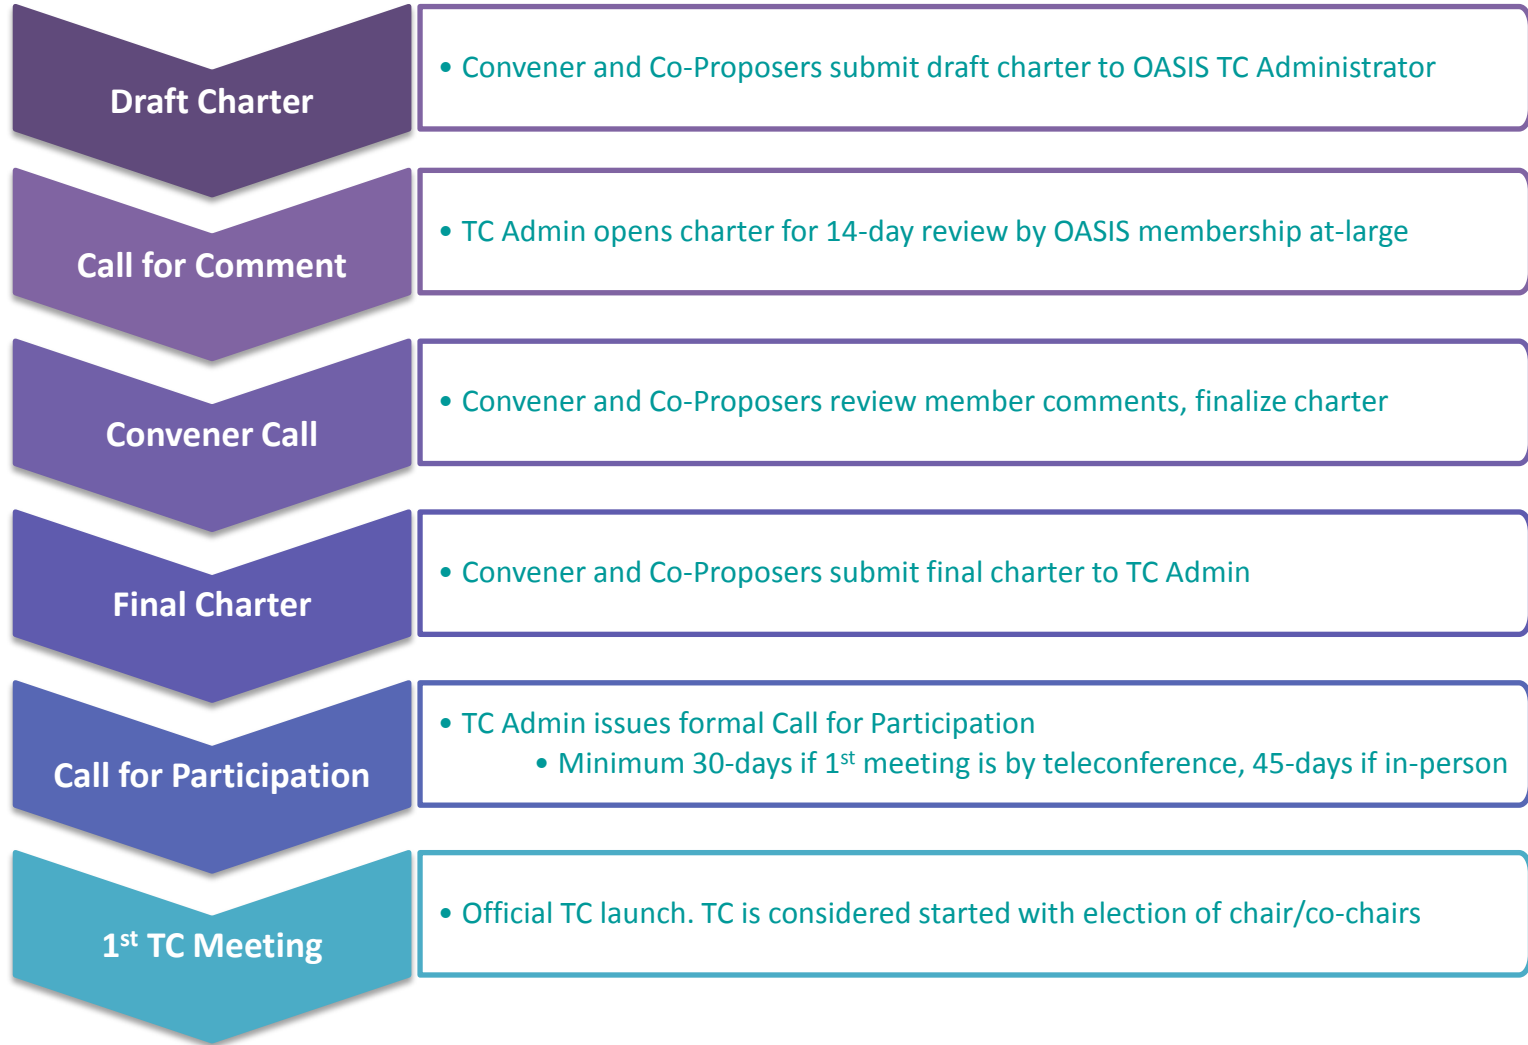 Draft Charter
• Convener and Co-Proposers submit draft charter to OASIS TC Administrator
Call for Comment
• TC Admin opens charter for 14-day review by OASIS membership at-large
Convener Call
• Convener and Co-Proposers review member comments, finalize charter
Final Charter
• Convener and Co-Proposers submit final charter to TC Admin
Call for Participation
• TC Admin issues formal Call for Participation
• Minimum 30-days if 1st meeting is by teleconference, 45-days if in-person
1st TC Meeting
• Official TC launch. TC is considered started with election of chair/co-chairs